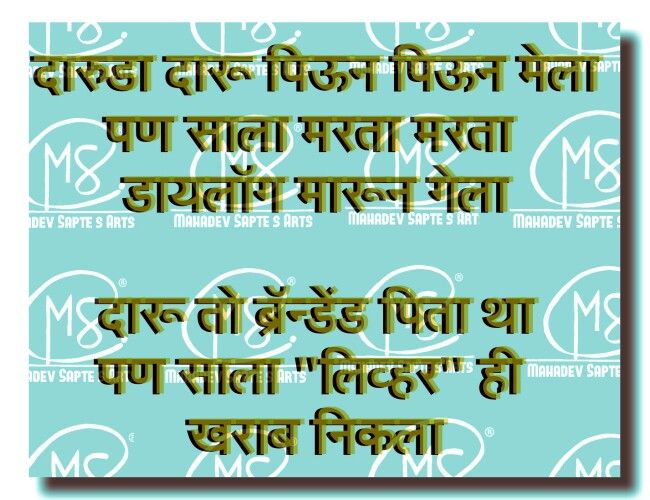 दारुडा दारू पिऊन पिऊन मेला
पण साला मरता मरता
डायलॉग मारून गेला
दारू तो ब्रॅन्डेंड पिता था
पण साला "लिव्हर" ही
खराब निकला
MS
MAHADEV SAPTE S ARTS